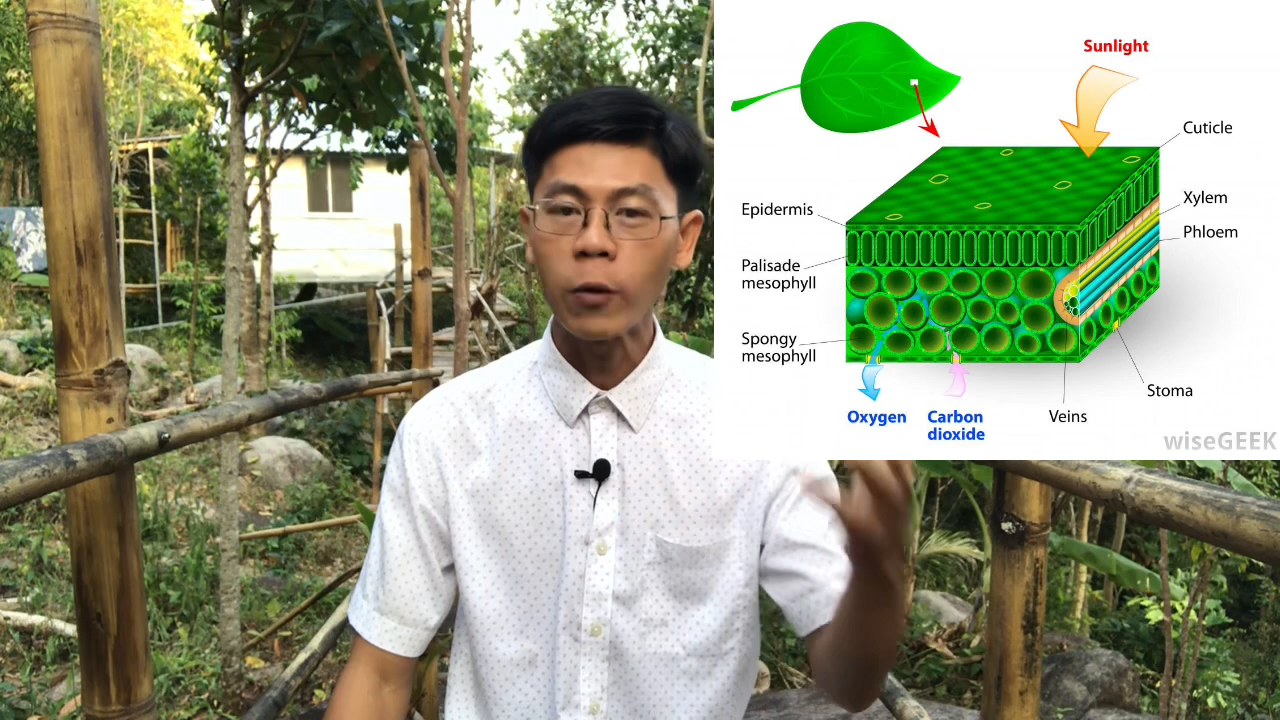 Sunlight
Cuticle
Xylem
Phloem
Epidermis
Palisade
mesophyll
Spongy
mesophyll
Stoma
Oxygen
Carbon
dioxide
Veins
wiseGEEK